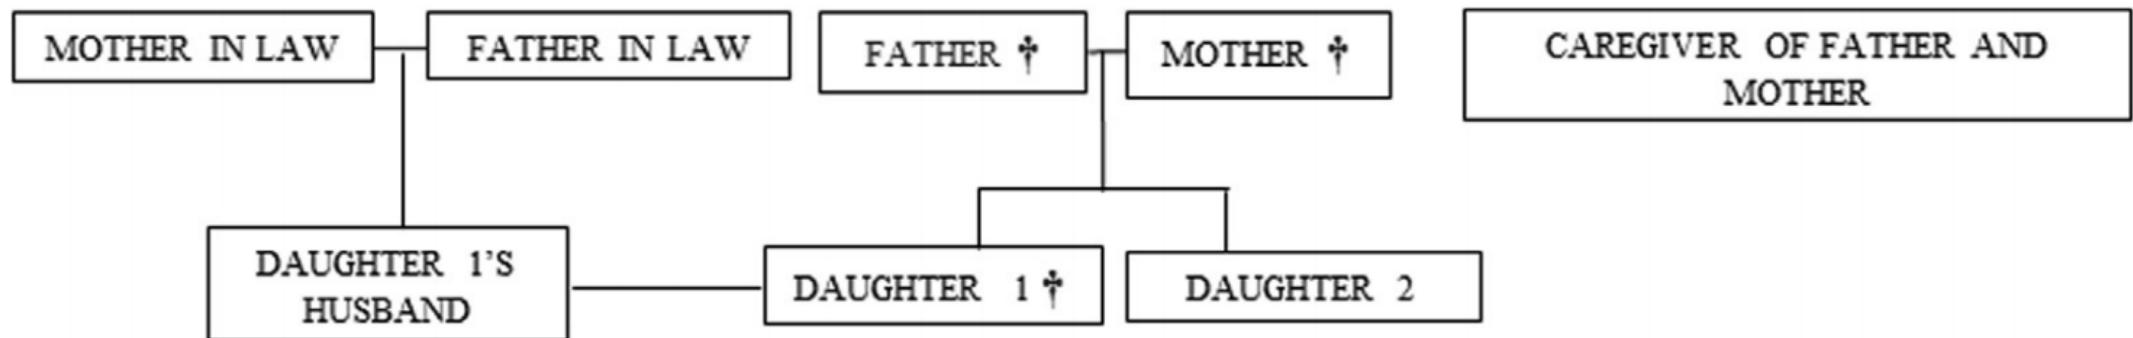 MOTHER IN LAW
FATHER IN LAW
FATHER †
MOTHER †
CAREGIVER OF FATHER AND
MOTHER
DAUGHTER 1’S
HUSBAND
DAUGHTER 1 †
DAUGHTER 2